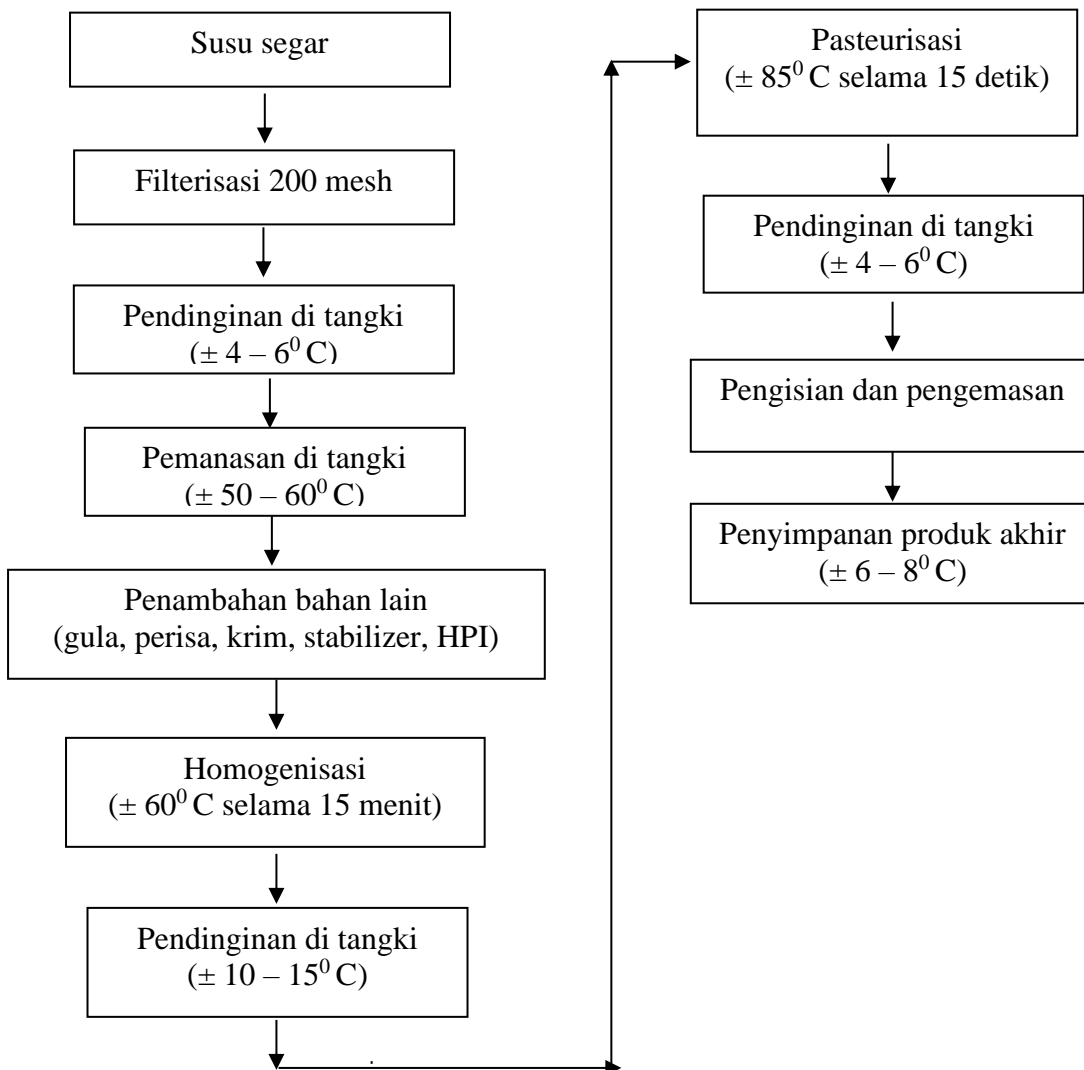 Susu segar
Filterisasi 200 mesh
Pendinginan di tangki
(± 4 – 6⁰ C)
Pemanasan di tangki
(± 50 – 60⁰ C)
Penambahan bahan lain
(gula, perisa, krim, stabilizer, HPI)
Homogenisasi
(± 60⁰ C selama 15 menit)
Pendinginan di tangki
(± 10 – 15⁰ C)
Pasteurisasi
(± 85⁰ C selama 15 detik)
Pendinginan di tangki
(± 4 – 6⁰ C)
Pengisian dan pengemasan
Penyimpanan produk akhir
(± 6 – 8⁰ C)